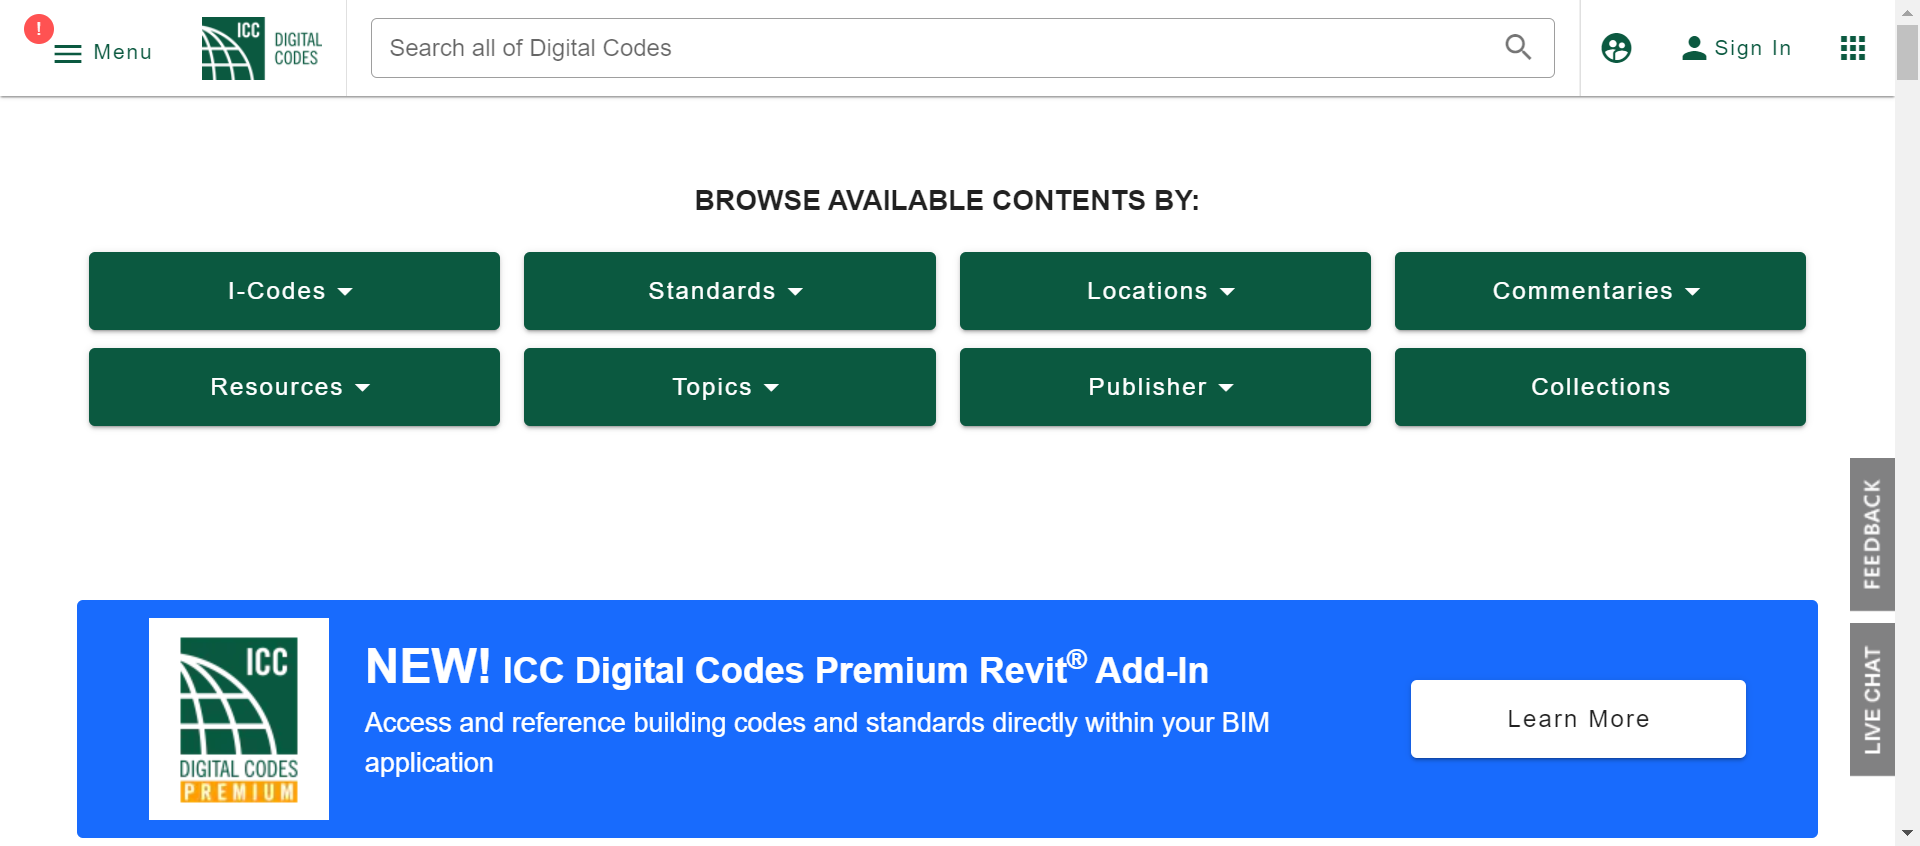 !
Menu
ICC
DIGITAL
CODES
Search all of Digital Codes
Sign In
BROWSE AVAILABLE CONTENTS BY:
I-Codes
Standards
Locations
Commentaries
Resources
Topics
Publisher
Collections
FEEDBACK
LIVE CHAT
ICC
DIGITAL CODES
PREMIUM
NEW! ICC Digital Codes Premium Revit® Add-In
Access and reference building codes and standards directly within your BIM
application
Learn More